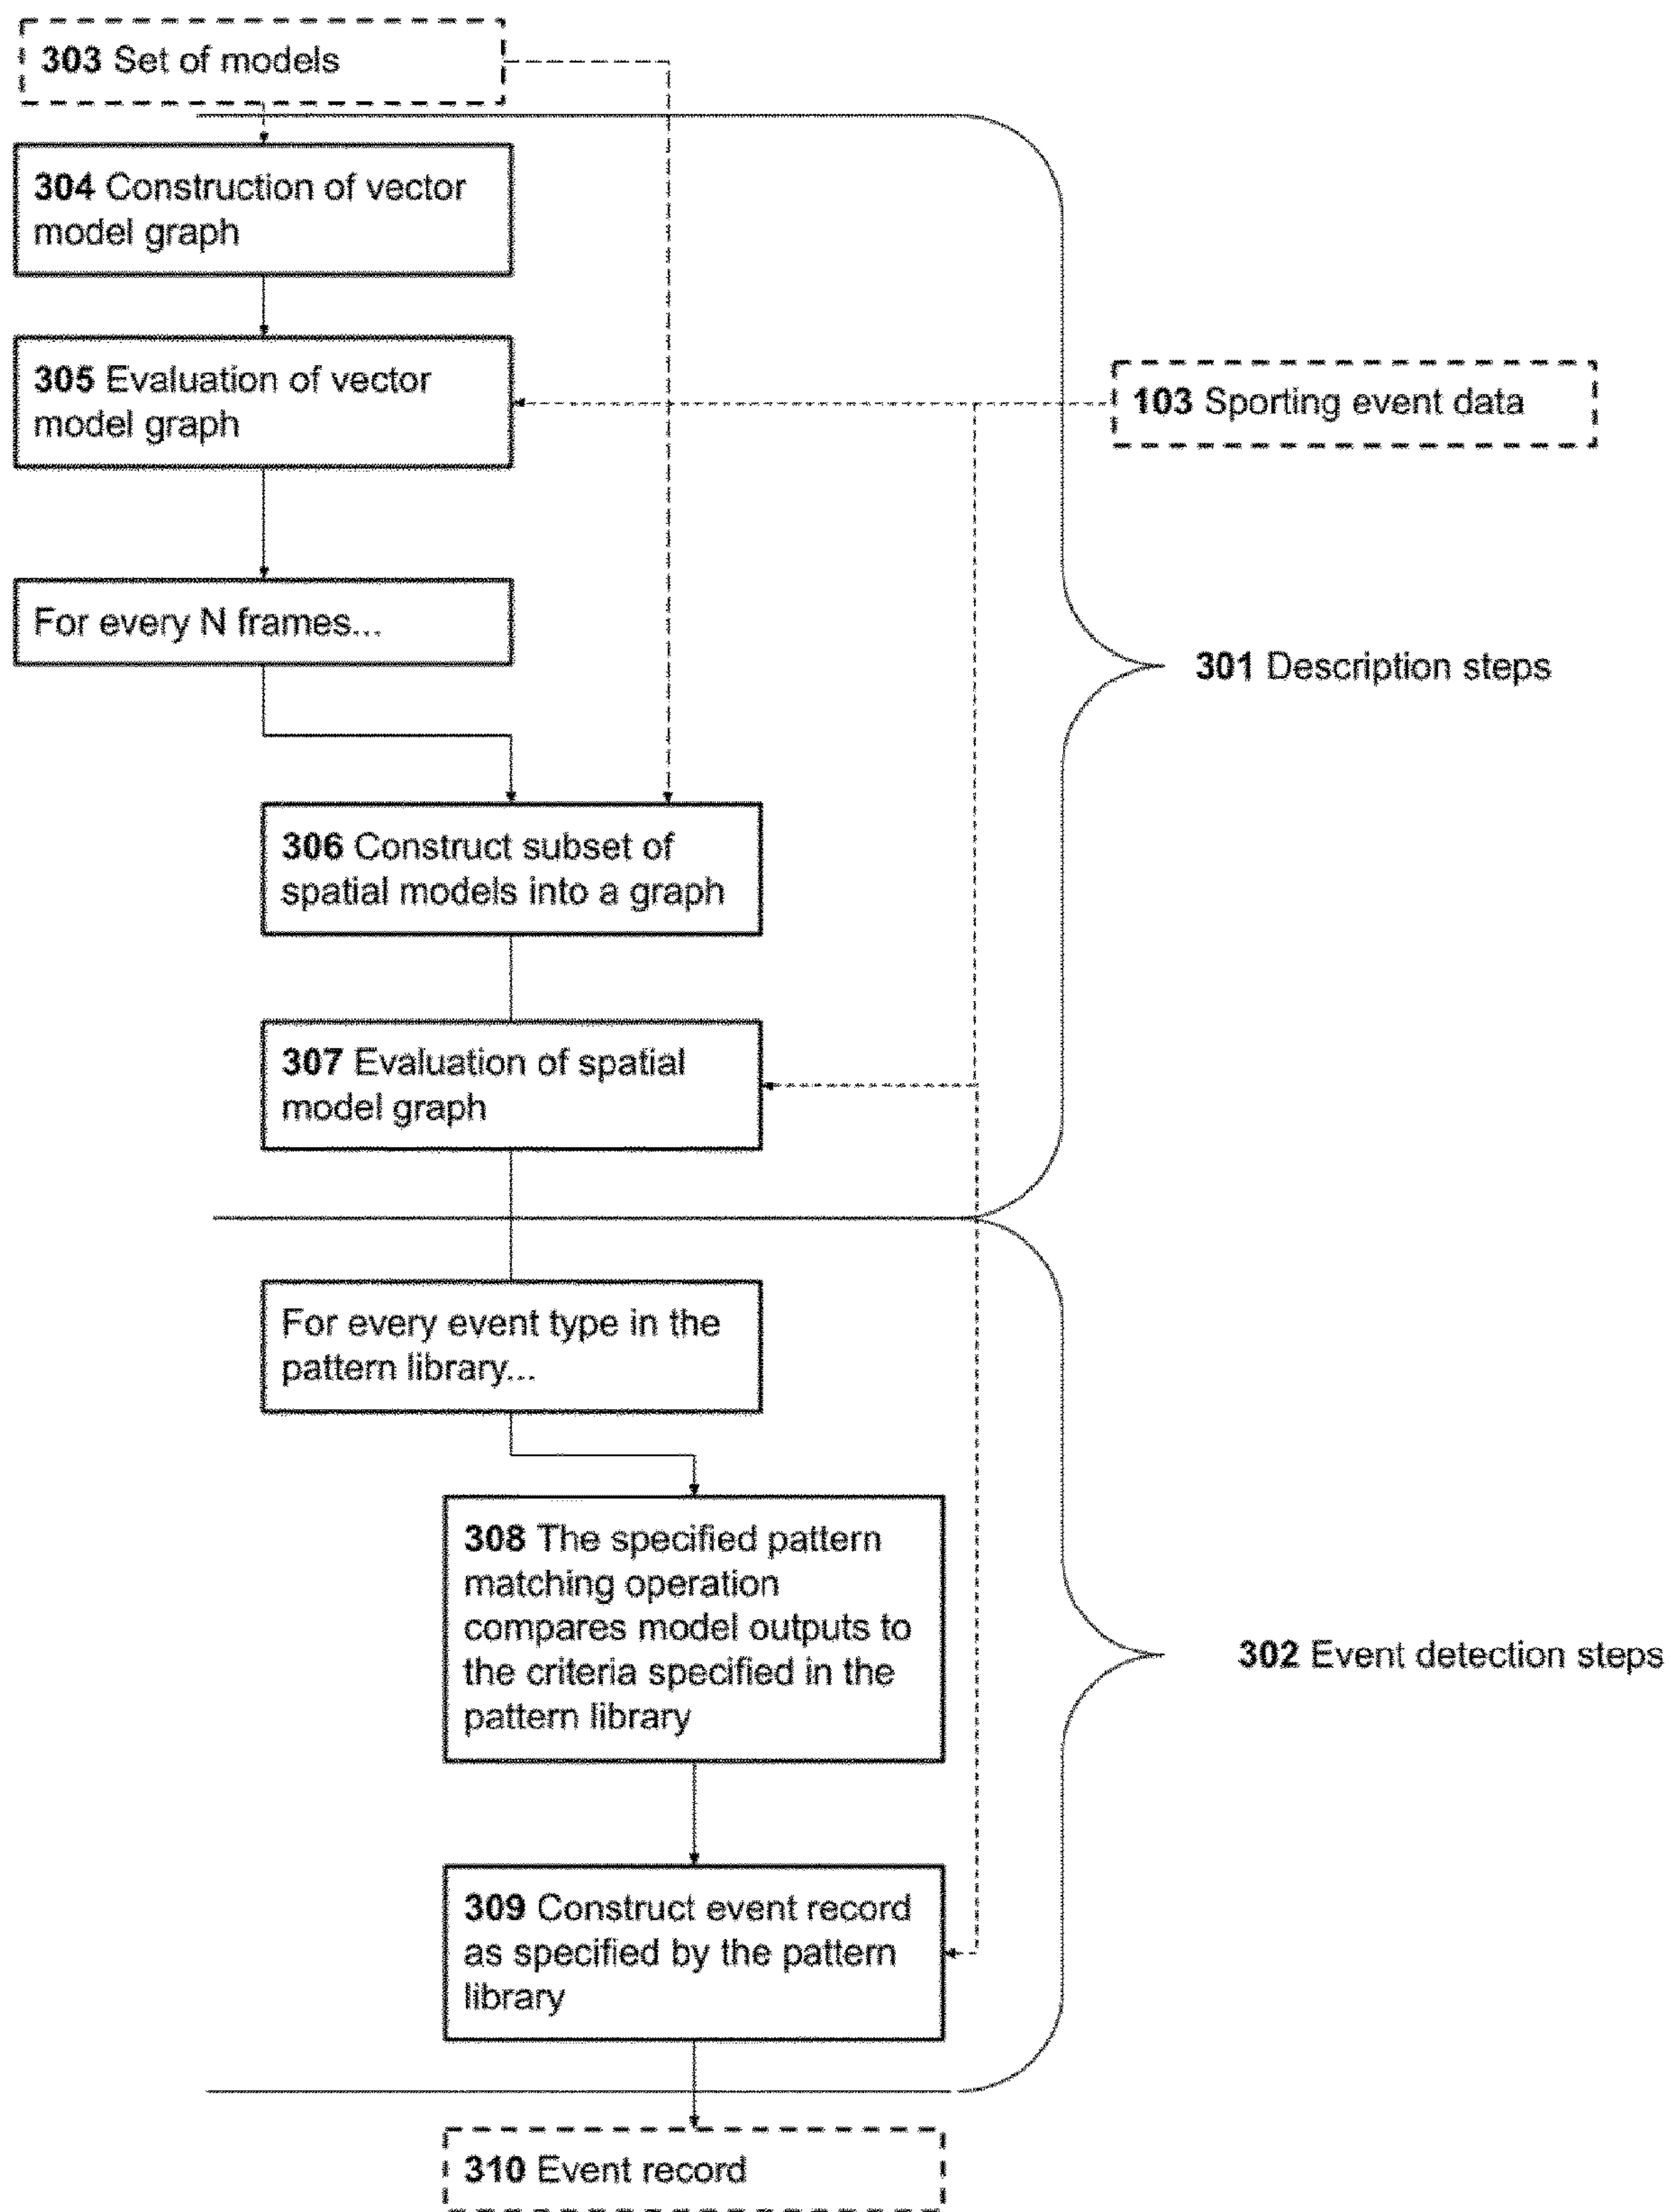 303 Set of models
304 Construction of vector
model graph
305 Evaluation of vector
model graph
103 Sporting event data
For every N frames...
301 Description steps
306 Construct subset of
spatial models into a graph
307 Evaluation of spatial
model graph
For every event type in the
pattern library...
308 The specified pattern
matching operation
compares model outputs to
the criteria specified in the
pattern library
302 Event detection steps
309 Construct event record
as specified by the pattern
library
310 Event record